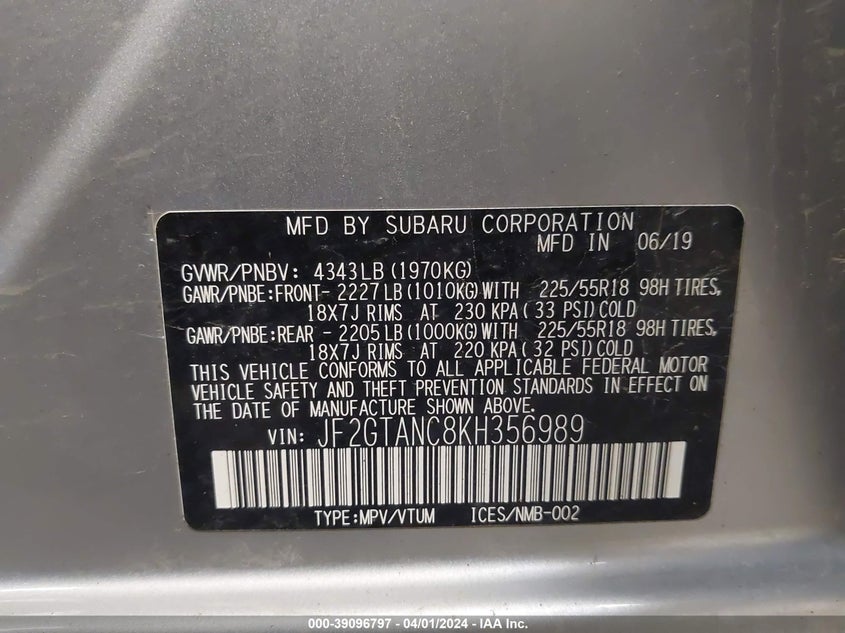 MFD BY SUBARU CORPORATION
MFD IN 06/19
GVWR/PNBV: 4343LB(1970KG)
GAWR/PNBE:FRONT- 2227LB(1010KG)WITH 225/55R18 98H TIRES,
18X7J RIMS AT 230 KPA(33 PSI)COLD
GAWR/PNBE:REAR - 2205LB(1000KG)WITH 225/55R18 98H TIRES,
18X7J RIMS AT 220 KPA(32 PSI)COLD
THIS VEHICLE CONFORMS TO ALL APPLICABLE FEDERAL MOTOR
VEHICLE SAFETY AND THEFT PREVENTION STANDARDS IN EFFECT ON
THE DATE OF MANUFACTURE SHOWN ABOVE.
VIN: JF2GTANC8KH356989
TYPE:MPV/VTUM ICES/NMB-002
000-39096797 - 04/01/2024 - IAA Inc.